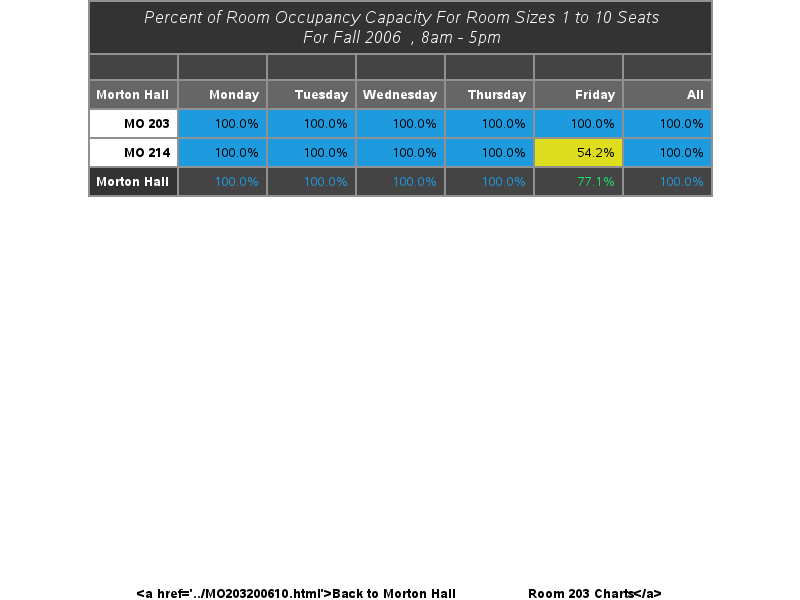 Percent of Room Occupancy Capacity For Room Sizes 1 to 10 Seats
For Fall 2006 , 8am - 5pm
Morton Hall Monday Tuesday Wednesday Thursday Friday All
MO 203 100.0% 100.0% 100.0% 100.0% 100.0% 100.0%
MO 214 100.0% 100.0% 100.0% 100.0% 54.2% 100.0%
Morton Hall 100.0% 100.0% 100.0% 100.0% 77.1% 100.0%
<a href='../MO203200610.html'>Back to Morton Hall Room 203 Charts</a>